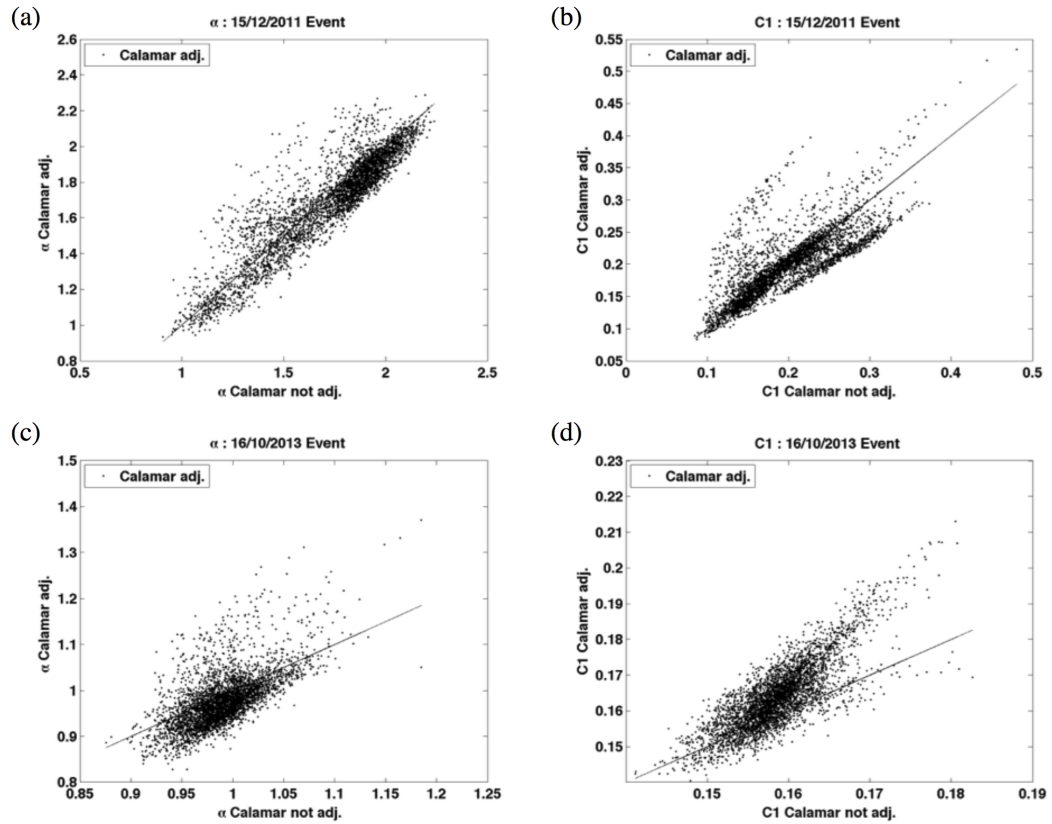 (a)
α : 15/12/2011 Event
Calamar adj.
2.6
2.4
2.2
2
1.8
1.6
1.4
1.2
1
0.8
α Calamar adj.
0.5 1 1.5 2 2.5
α Calamar not adj.
(b)
C1 : 15/12/2011 Event
Calamar adj.
0.55
0.5
0.45
0.4
0.35
0.3
0.25
0.2
0.15
0.1
0.05
C1 Calamar adj.
0 0.1 0.2 0.3 0.4 0.5
C1 Calamar not adj.
(c)
α : 16/10/2013 Event
Calamar adj.
1.5
1.4
1.3
1.2
1.1
1
0.9
0.8
α Calamar adj.
0.85 0.9 0.95 1 1.05 1.1 1.15 1.2 1.25
α Calamar not adj.
(d)
C1 : 16/10/2013 Event
Calamar adj.
0.23
0.22
0.21
0.2
0.19
0.18
0.17
0.16
0.15
C1 Calamar adj.
0.15 0.16 0.17 0.18 0.19
C1 Calamar not adj.